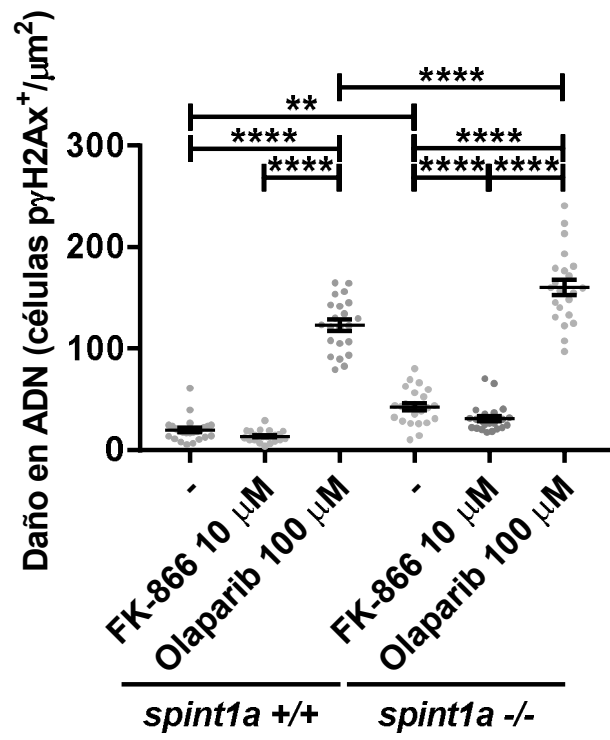 ****
**
**** ****
**** **** ****
Daño en ADN (células pγH2Ax⁺/μm²)
300
200
100
0
-
FK-866 10 μM
Olaparib 100 μM
-
FK-866 10 μM
Olaparib 100 μM
spint1a +/+ spint1a -/-